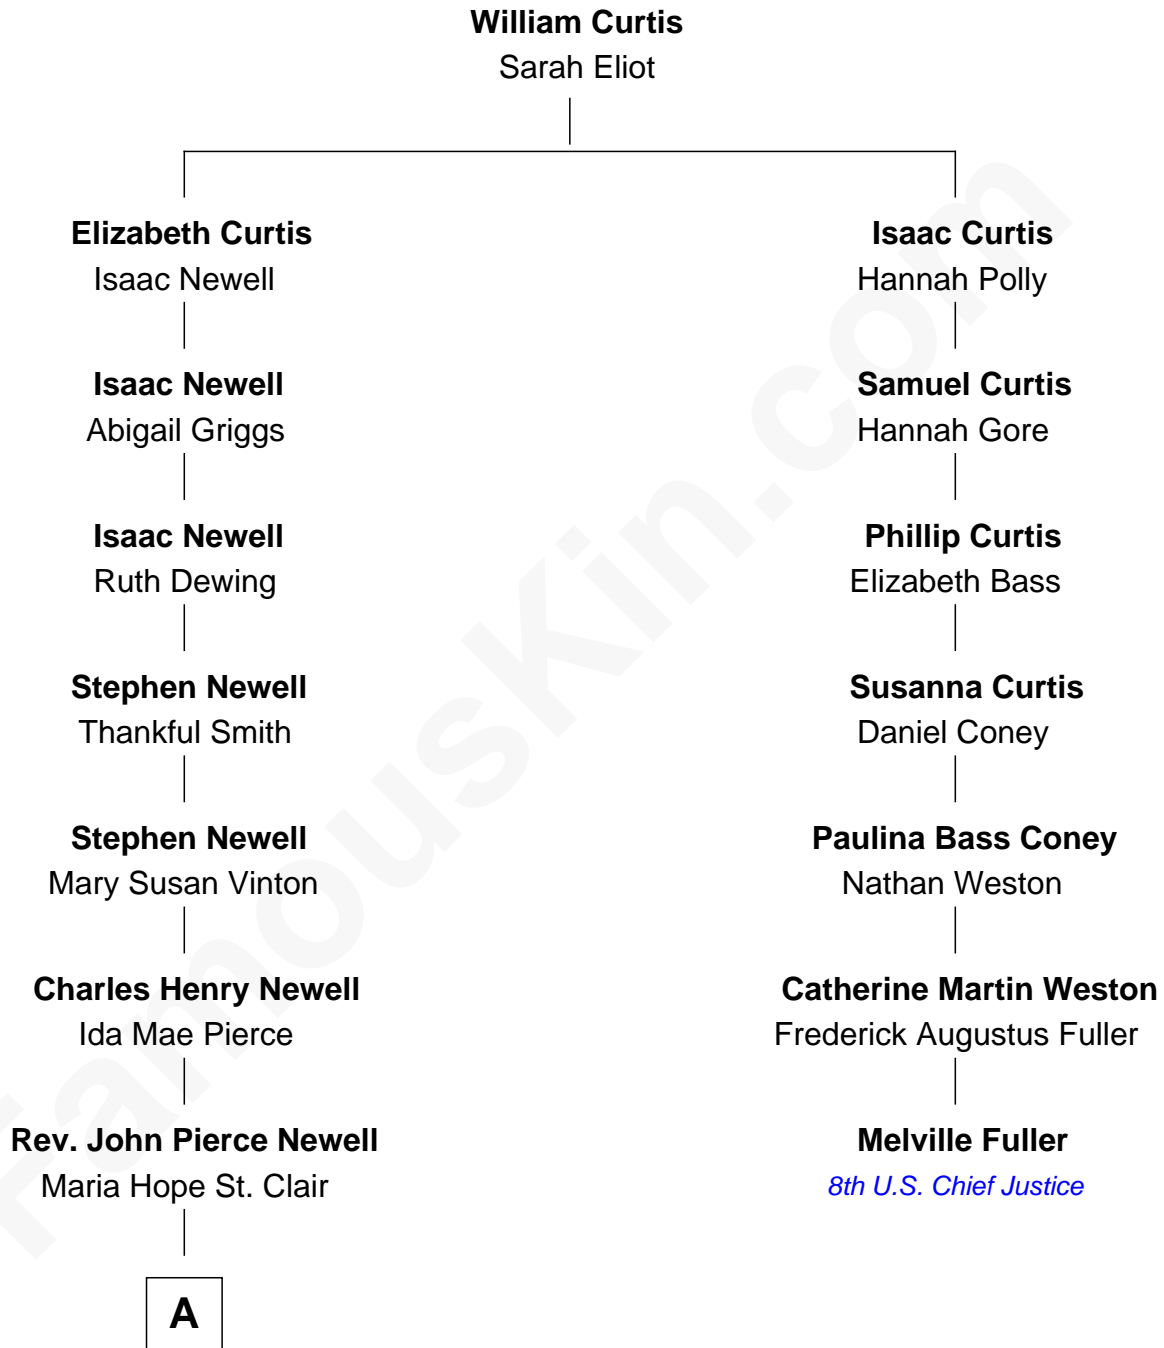 William Curtis
Sarah Eliot
Elizabeth Curtis
Isaac Newell
Isaac Curtis
Hannah Polly
Isaac Newell
Abigail Griggs
Samuel Curtis
Hannah Gore
Isaac Newell
Ruth Dewing
Phillip Curtis
Elizabeth Bass
Stephen Newell
Thankful Smith
Susanna Curtis
Daniel Coney
Stephen Newell
Mary Susan Vinton
Paulina Bass Coney
Nathan Weston
Charles Henry Newell
Ida Mae Pierce
Catherine Martin Weston
Frederick Augustus Fuller
Rev. John Pierce Newell
Maria Hope St. Clair
Melville Fuller
8th U.S. Chief Justice
A
FamousKin.com